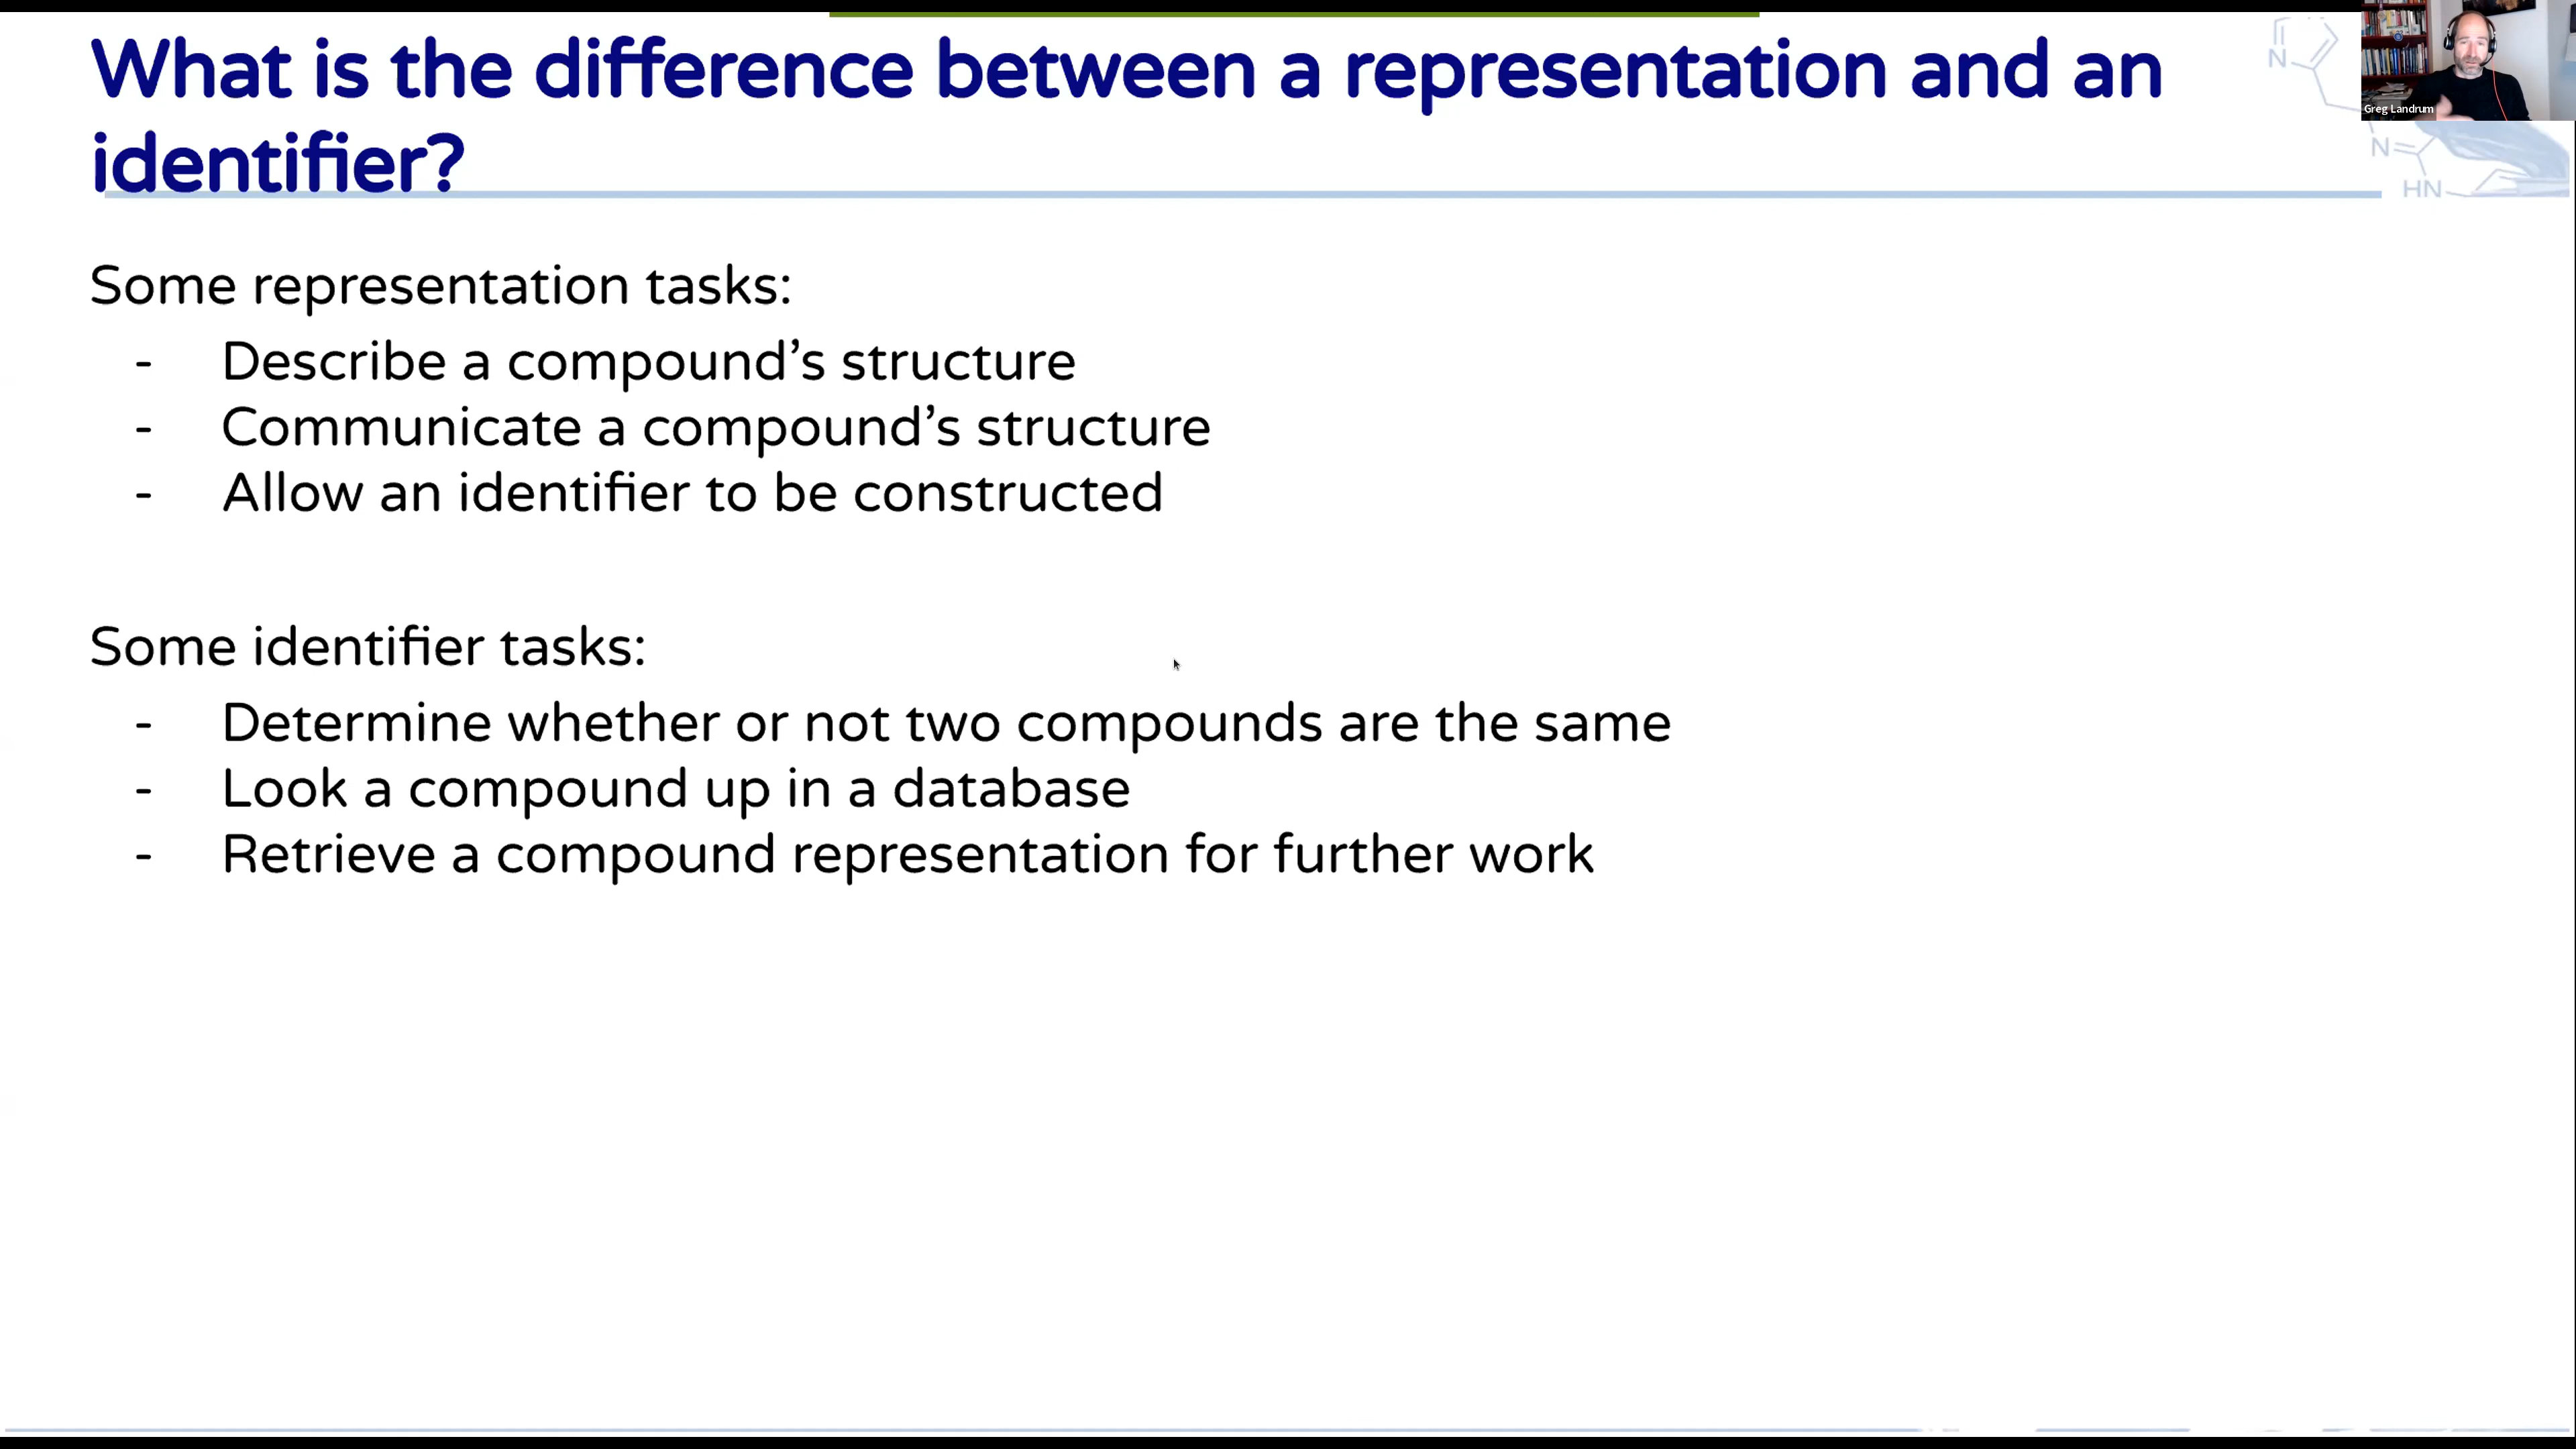 What is the difference between a representation and an
identifier?
N
Greg Landrum
N
HN
Some representation tasks:
- Describe a compound’s structure
- Communicate a compound’s structure
- Allow an identifier to be constructed
Some identifier tasks:
- Determine whether or not two compounds are the same
- Look a compound up in a database
- Retrieve a compound representation for further work